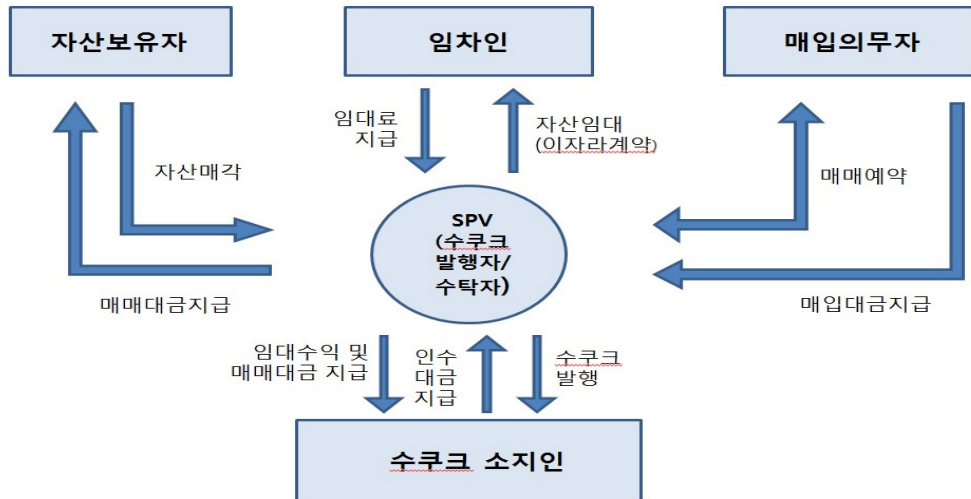 자산보유자
임차인
매입의무자
임대료
지급
자산임대
(이자라계약)
자산매각
매매예약
SPV
(수쿠크
발행자/
수탁자)
매매대금지급
매입대금지급
임대수익 및
매매대금 지급
인수
대금
지급
수쿠크
발행
수쿠크 소지인